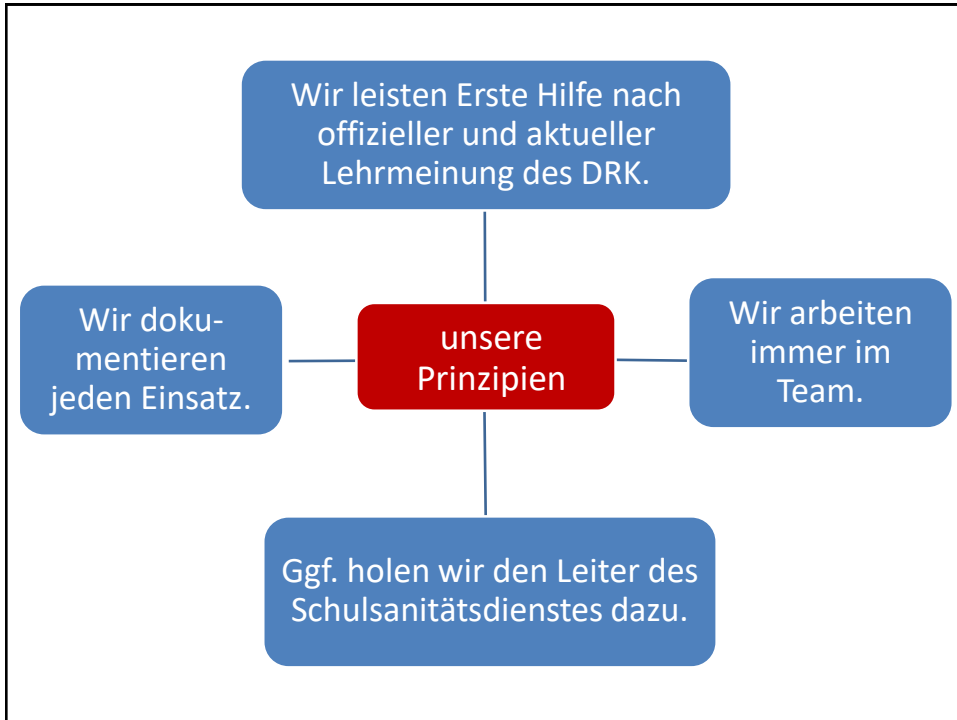 Wir leisten Erste Hilfe nach
offizieller und aktueller
Lehrmeinung des DRK.
Wir doku-
mentieren
jeden Einsatz.
unsere
Prinzipien
Wir arbeiten
immer im
Team.
Ggf. holen wir den Leiter des
Schulsanitätsdienstes dazu.